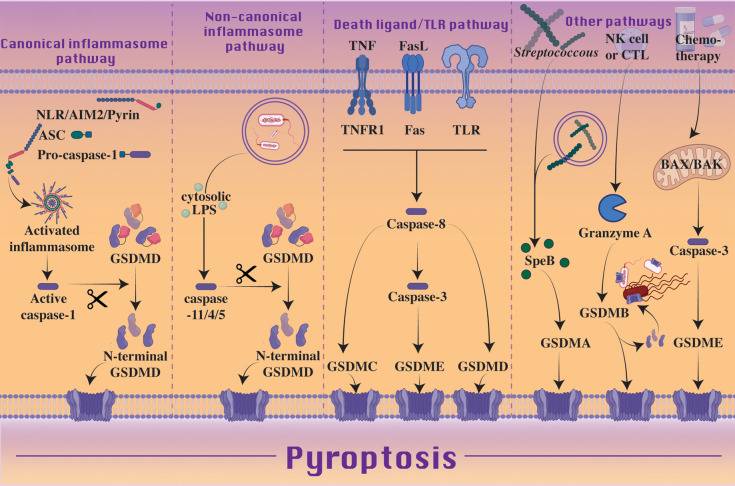 Canonical inflammasome
pathway
NLR/AIM2/Pyrin
ASC
Pro-caspase-1
Activated
inflammasome
GSDMD
Active
caspase-1
N-terminal
GSDMD
Non-canonical
inflammasome
pathway
cytosolic
LPS
GSDMD
caspase
-11/4/5
N-terminal
GSDMD
Death ligand/TLR pathway
TNF
FasL
TNFR1
Fas
TLR
Caspase-8
Caspase-3
GSDMC
GSDME
GSDMD
Other pathways
Streptococcous
NK cell
or CTL
Chemo-
therapy
BAX/BAK
Granzyme A
SpeB
Caspase-3
GSDMB
GSDMA
GSDME
Pyroptosis